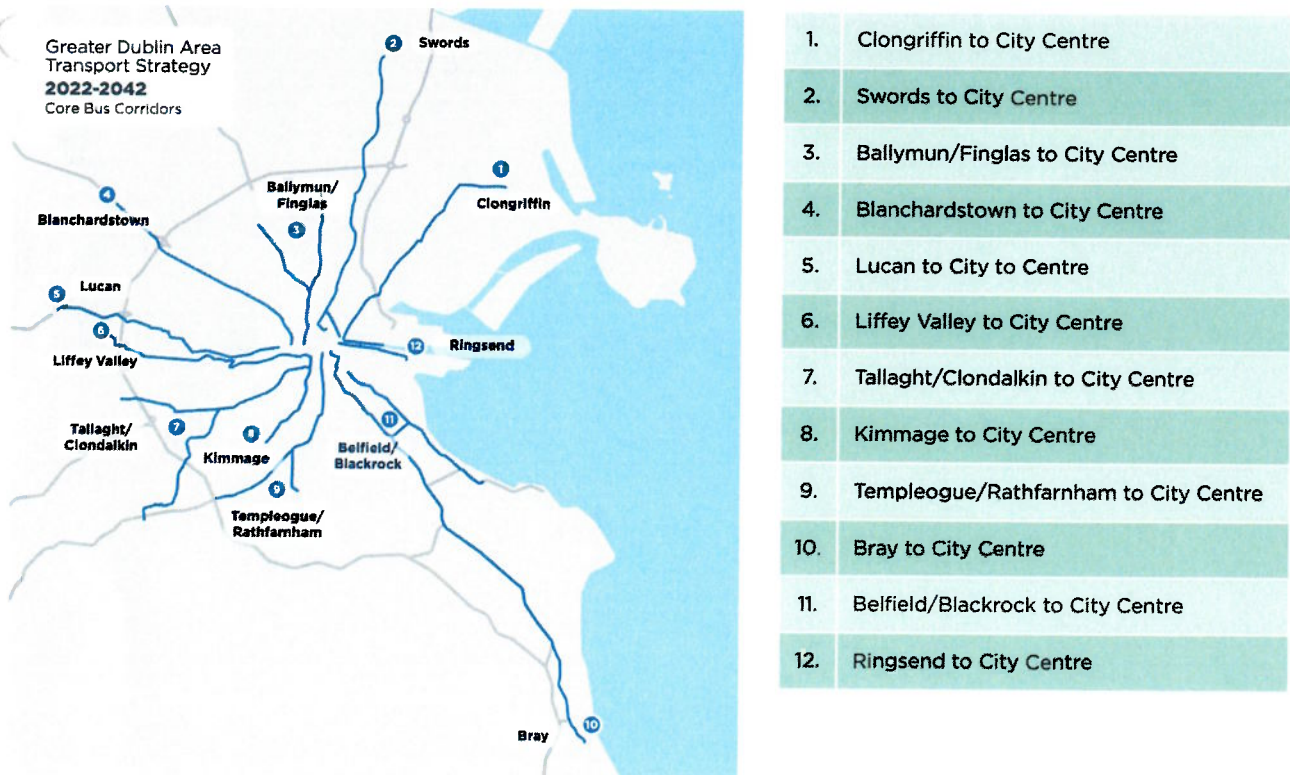 Greater Dublin Area
Transport Strategy
2022-2042
Core Bus Corridors
2 Swords
1
Clongriffin
Ballymun/
Finglas
3
4
Blanchardstown
Lucan
5
6
Liffey Valley
12 Ringsend
Tallaght/
Clondalkin
7
8
Kimmage
11
Belfield/
Blackrock
9
Templeogue/
Rathfarnham
Bray
10
1. Clongriffin to City Centre
2. Swords to City Centre
3. Ballymun/Finglas to City Centre
4. Blanchardstown to City Centre
5. Lucan to City to Centre
6. Liffey Valley to City Centre
7. Tallaght/Clondalkin to City Centre
8. Kimmage to City Centre
9. Templeogue/Rathfarnham to City Centre
10. Bray to City Centre
11. Belfield/Blackrock to City Centre
12. Ringsend to City Centre